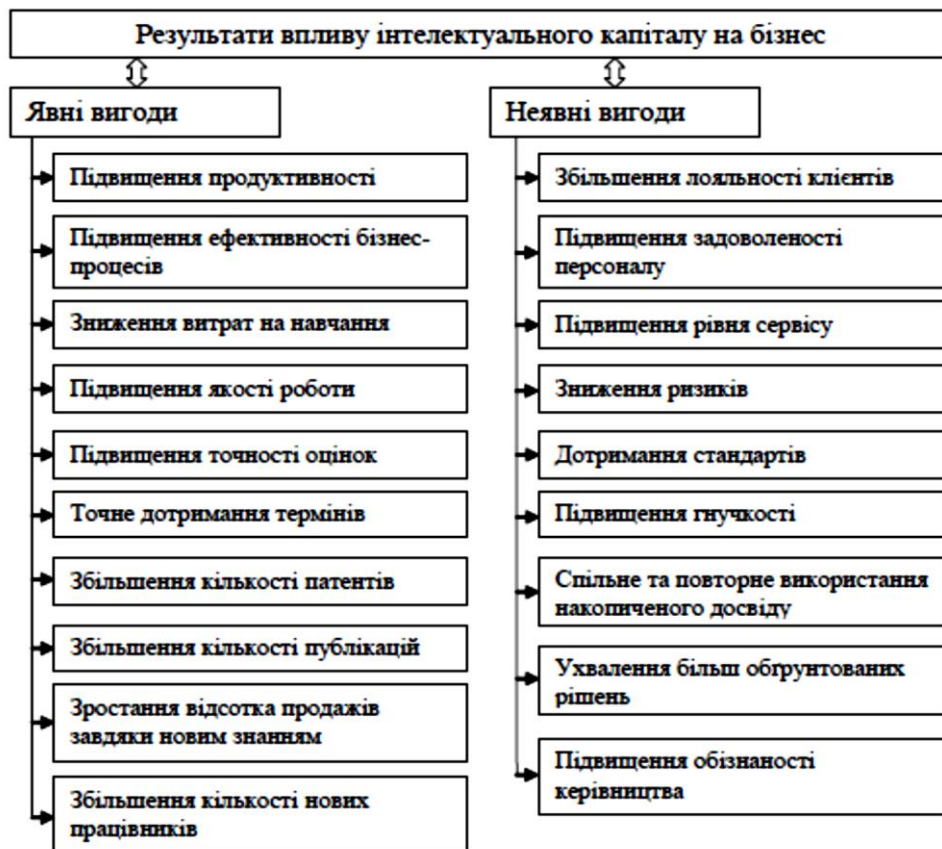 Результати впливу інтелектуального капіталу на бізнес
Явні вигоди
Підвищення продуктивності
Підвищення ефективності бізнес-
процесів
Зниження витрат на навчання
Підвищення якості роботи
Підвищення точності оцінок
Точне дотримання термінів
Збільшення кількості патентів
Збільшення кількості публікацій
Зростання відсотка продажів
завдяки новим знанням
Збільшення кількості нових
працівників
Неявні вигоди
Збільшення лояльності клієнтів
Підвищення задоволеності
персоналу
Підвищення рівня сервісу
Зниження ризиків
Дотримання стандартів
Підвищення гнучкості
Спільне та повторне використання
накопиченого досвіду
Ухвалення більш обґрунтованих
рішень
Підвищення обізнаності
керівництва